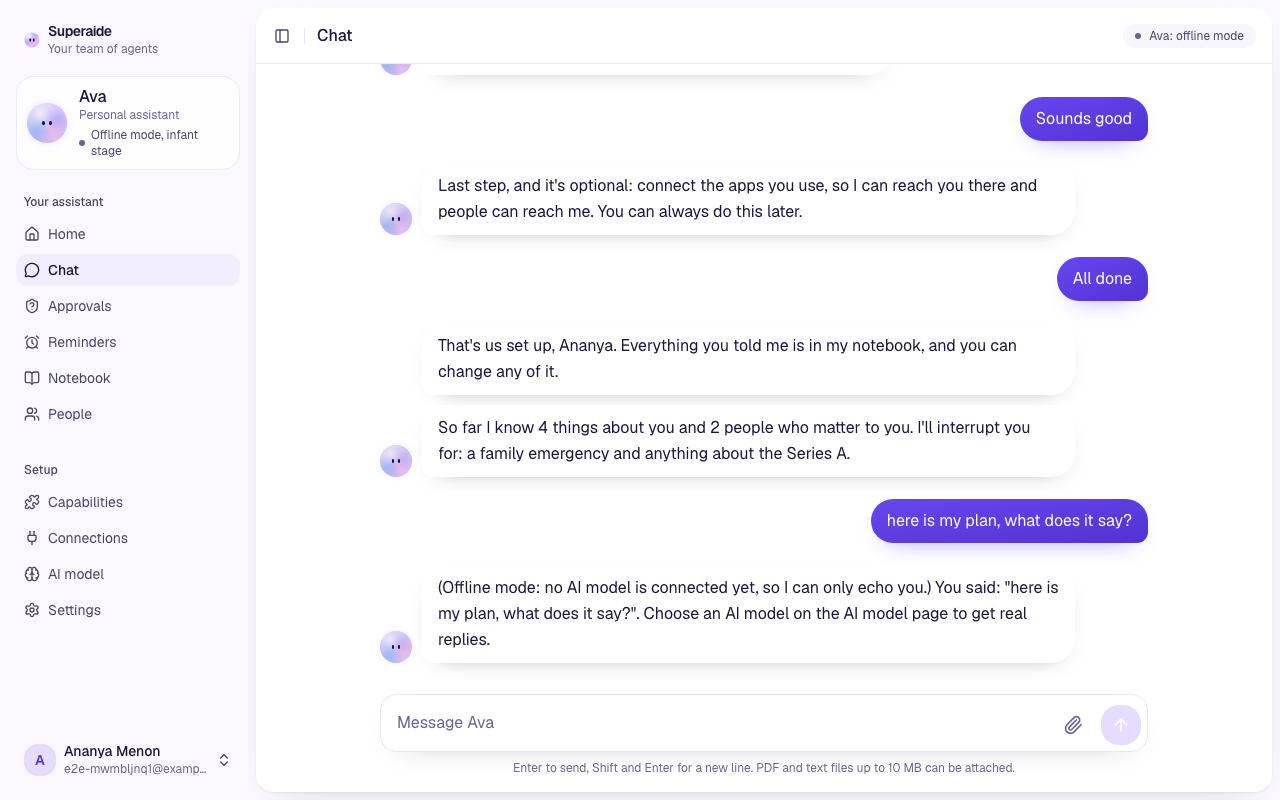 Superaide
Your team of agents
Ava
Personal assistant
Offline mode, infant
stage
Your assistant
Home
Chat
Approvals
Reminders
Notebook
People
Setup
Capabilities
Connections
AI model
Settings
A
Ananya Menon
e2e-mwmbljnq1@examp...
Chat
Ava: offline mode
Sounds good
Last step, and it's optional: connect the apps you use, so I can reach you there and
people can reach me. You can always do this later.
All done
That's us set up, Ananya. Everything you told me is in my notebook, and you can
change any of it.
So far I know 4 things about you and 2 people who matter to you. I'll interrupt you
for: a family emergency and anything about the Series A.
here is my plan, what does it say?
(Offline mode: no AI model is connected yet, so I can only echo you.) You said: "here is
my plan, what does it say?". Choose an AI model on the AI model page to get real
replies.
Message Ava
Enter to send, Shift and Enter for a new line. PDF and text files up to 10 MB can be attached.